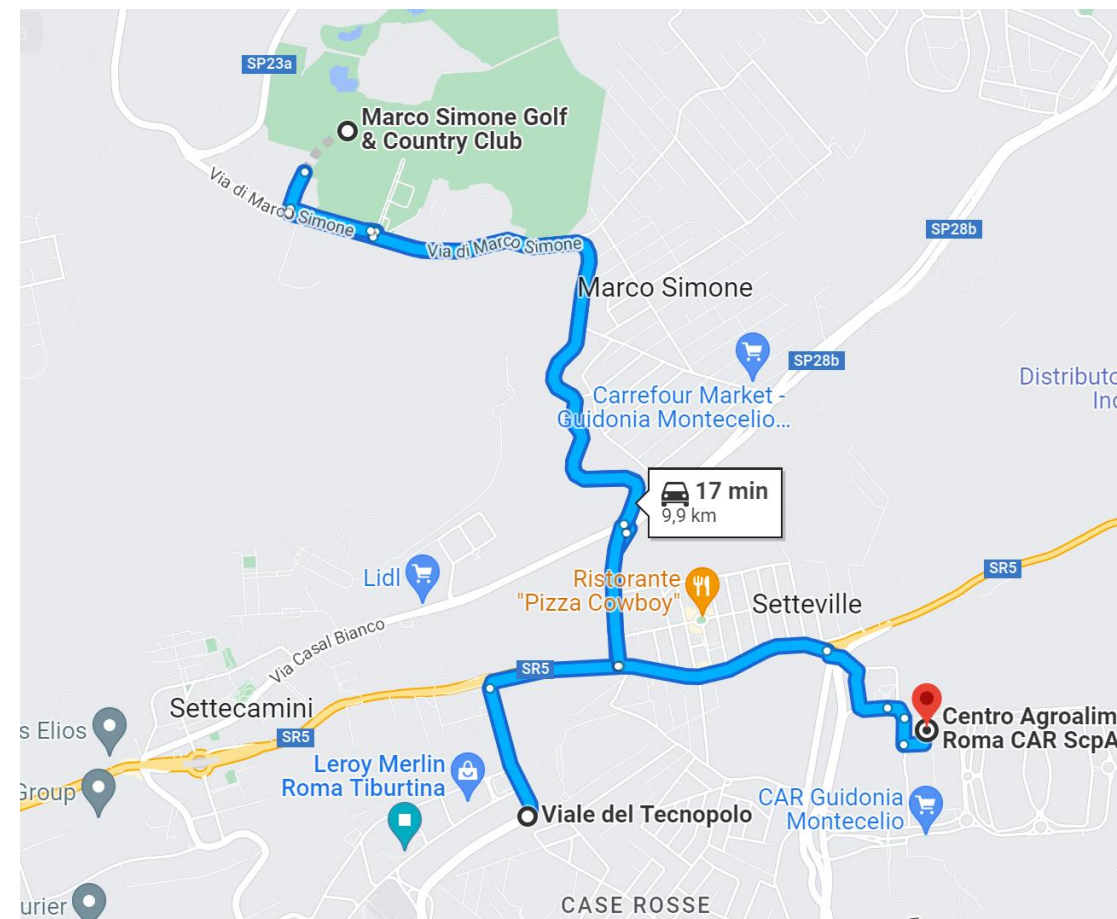 SP23a
Marco Simone Golf
& Country Club
Via di Marco Simone
Via di Marco Simone
SP28b
Marco Simone
SP28b
Distributo
Inc
Carrefour Market -
Guidonia Montecelio...
17 min
9,9 km
Lidl
Ristorante
"Pizza Cowboy"
SR5
Setteville
Via Casal Bianco
SR5
Settecamini
s Elios
SR5
Centro Agroalim
Roma CAR ScpA
Leroy Merlin
Roma Tiburtina
Group
Viale del Tecnopolo
CAR Guidonia
Montecelio
urier
CASE ROSSE